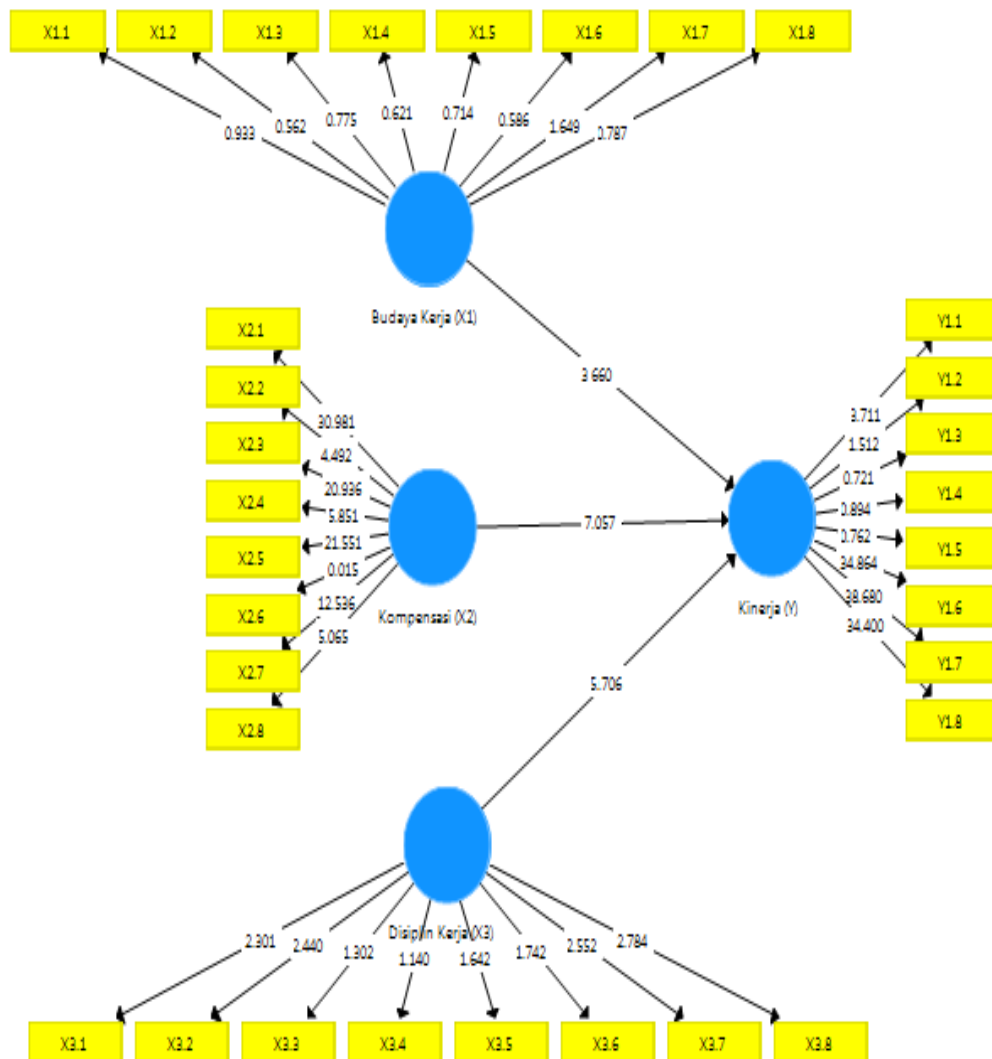 X1.1 X1.2 X1.3 X1.4 X1.5 X1.6 X1.7 X1.8
0.933 0.562 0.775 0.621 0.714 0.586 1.649 0.787
Budaya Kerja (X1)
3.660
X2.1
X2.2
X2.3
X2.4
X2.5
X2.6
X2.7
X2.8
30.981
4.492
20.936
5.851
21.551
0.015
12.536
5.065
Kompensasi (X2)
7.057
Kinerja (Y)
3.711
1.512
0.721
0.894
0.762
34.864
38.680
34.400
Y1.1
Y1.2
Y1.3
Y1.4
Y1.5
Y1.6
Y1.7
Y1.8
5.706
Disiplin Kerja (X3)
2.301 2.440 1.302 1.140 1.642 1.742 2.552 2.784
X3.1 X3.2 X3.3 X3.4 X3.5 X3.6 X3.7 X3.8